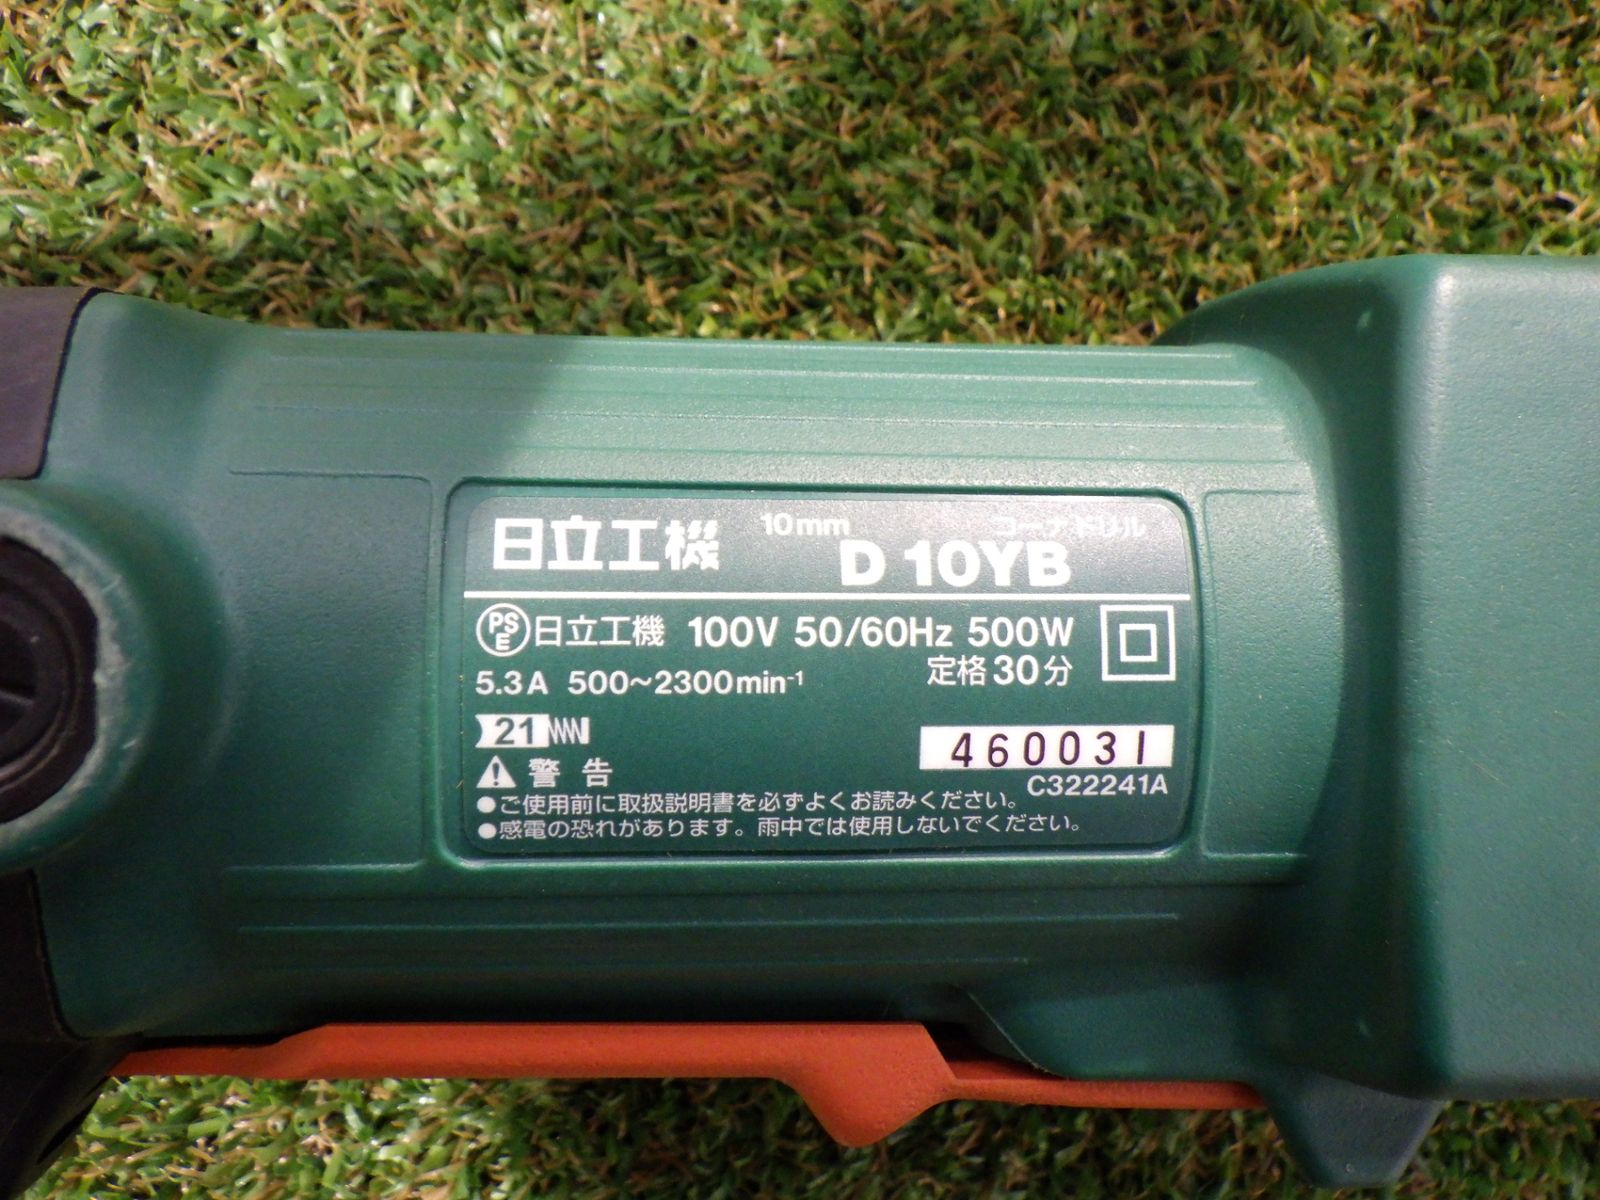 日立工機 10mm コーナドリル
D 10YB
PSE 日立工機 100V 50/60Hz 500W
5.3A 500~2300min-1 定格30分
21
460031
⚠警告 C322241A
●ご使用前に取扱説明書を必ずよくお読みください。
●感電の恐れがあります。雨中では使用しないでください。